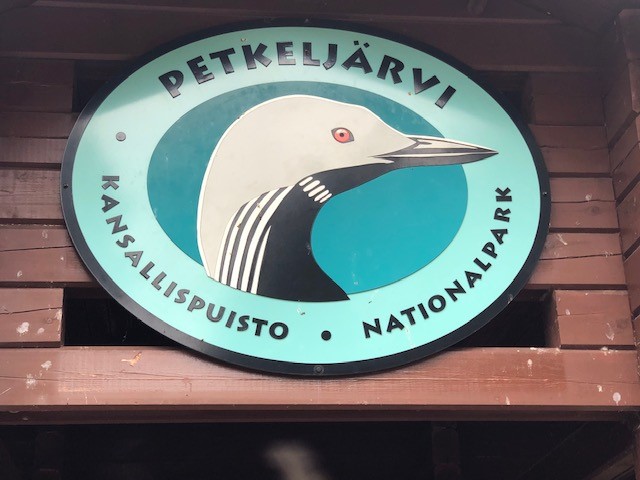 PETKELJÄRVI
KANSALLISPUISTO • NATIONALPARK